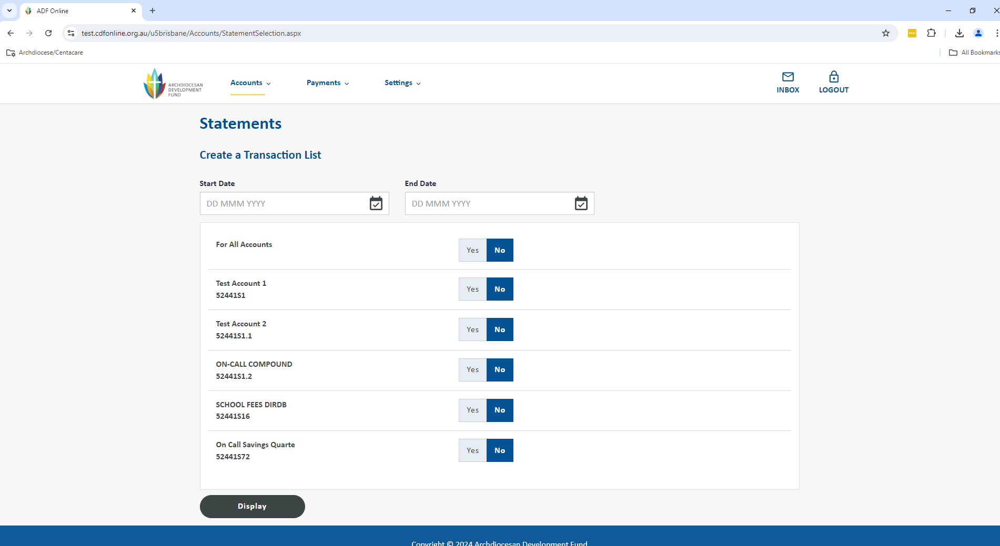 ADF Online
test.cdfonline.org.au/u5brisbane/Accounts/StatementSelection.aspx
Archdiocese/Centacare
All Bookmarks
ARCHDIOCESAN
DEVELOPMENT
FUND
Accounts
Payments
Settings
INBOX
LOGOUT
Statements
Create a Transaction List
Start Date
End Date
DD MMM YYYY
DD MMM YYYY
For All Accounts
Yes No
Test Account 1
52441S1
Yes No
Test Account 2
52441S1.1
Yes No
ON-CALL COMPOUND
52441S1.2
Yes No
SCHOOL FEES DIRDB
52441S16
Yes No
On Call Savings Quarte
52441S72
Yes No
Display
Copyright © 2024 Archdiocesan Development Fund